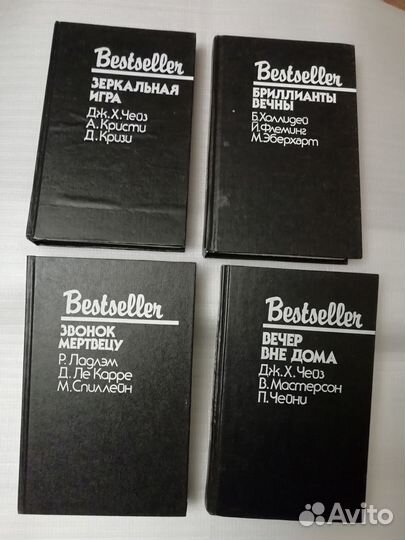 Bestseller
ЗЕРКАЛЬНАЯ
ИГРА
Дж.Х.Чейз
А.Кристи
Д.Кризи
Bestseller
БРИЛЛИАНТЫ
ВЕЧНЫ
Б.Холлидей
Й.Флеминг
М.Эберхарт
Bestseller
ЗВОНОК
МЕРТВЕЦУ
Р.Ладлэм
Д.Ле Карре
М.Спиллейн
Bestseller
ВЕЧЕР
ВНЕ ДОМА
Дж.Х.Чейз
В.Мастерсон
П.Чейни
Avito